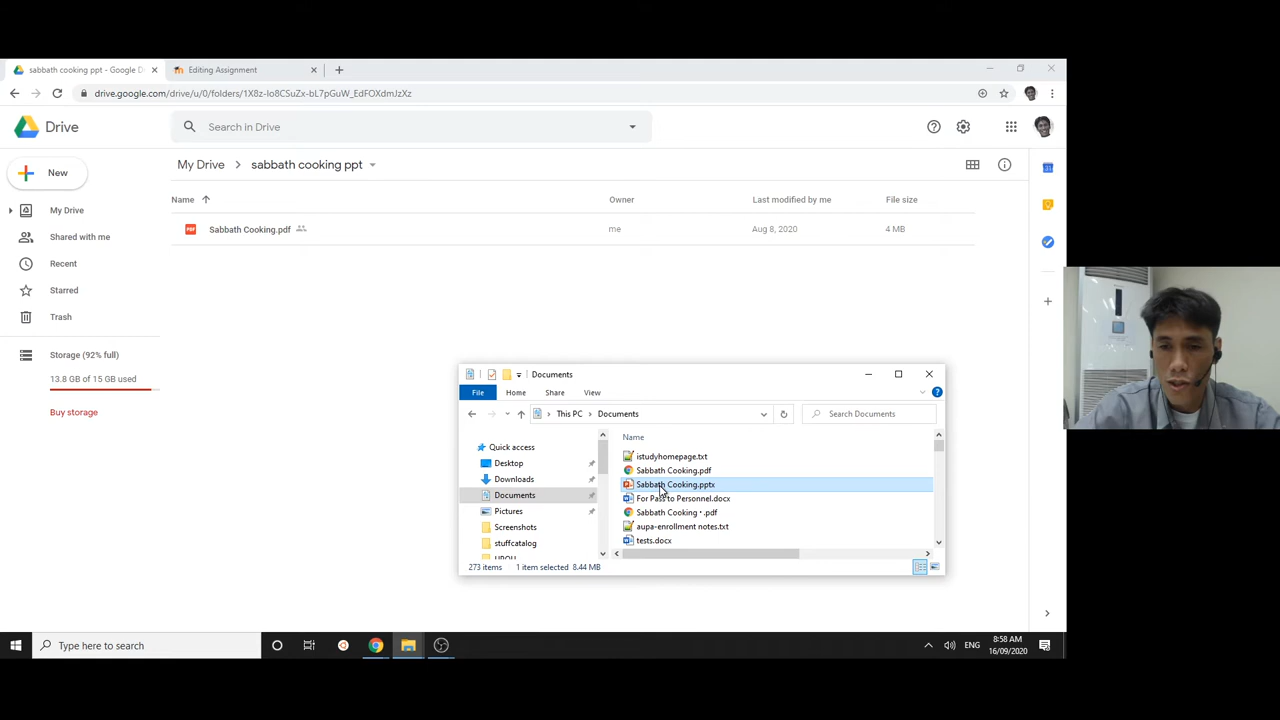 sabbath cooking ppt - Google D
Editing Assignment
drive.google.com/drive/u/0/folders/1X8z-Io8CSuZx-bL7pGuW_EdFOXdmJzXz
Drive
Search in Drive
New
My Drive
sabbath cooking ppt
Name
Owner
Last modified by me
File size
Sabbath Cooking.pdf
me
Aug 8, 2020
4 MB
My Drive
Shared with me
Recent
Starred
Trash
Storage (92% full)
13.8 GB of 15 GB used
Buy storage
Documents
File
Home
Share
View
This PC
Documents
Search Documents
Quick access
Desktop
Downloads
Documents
Pictures
Screenshots
stuffcatalog
UPOU
Name
istudyhomepage.txt
Sabbath Cooking.pdf
Sabbath Cooking.pptx
For Pass to Personnel.docx
Sabbath Cooking • .pdf
aupa-enrollment notes.txt
tests.docx
273 items
1 item selected 8.44 MB
Type here to search
ENG
8:58 AM
16/09/2020